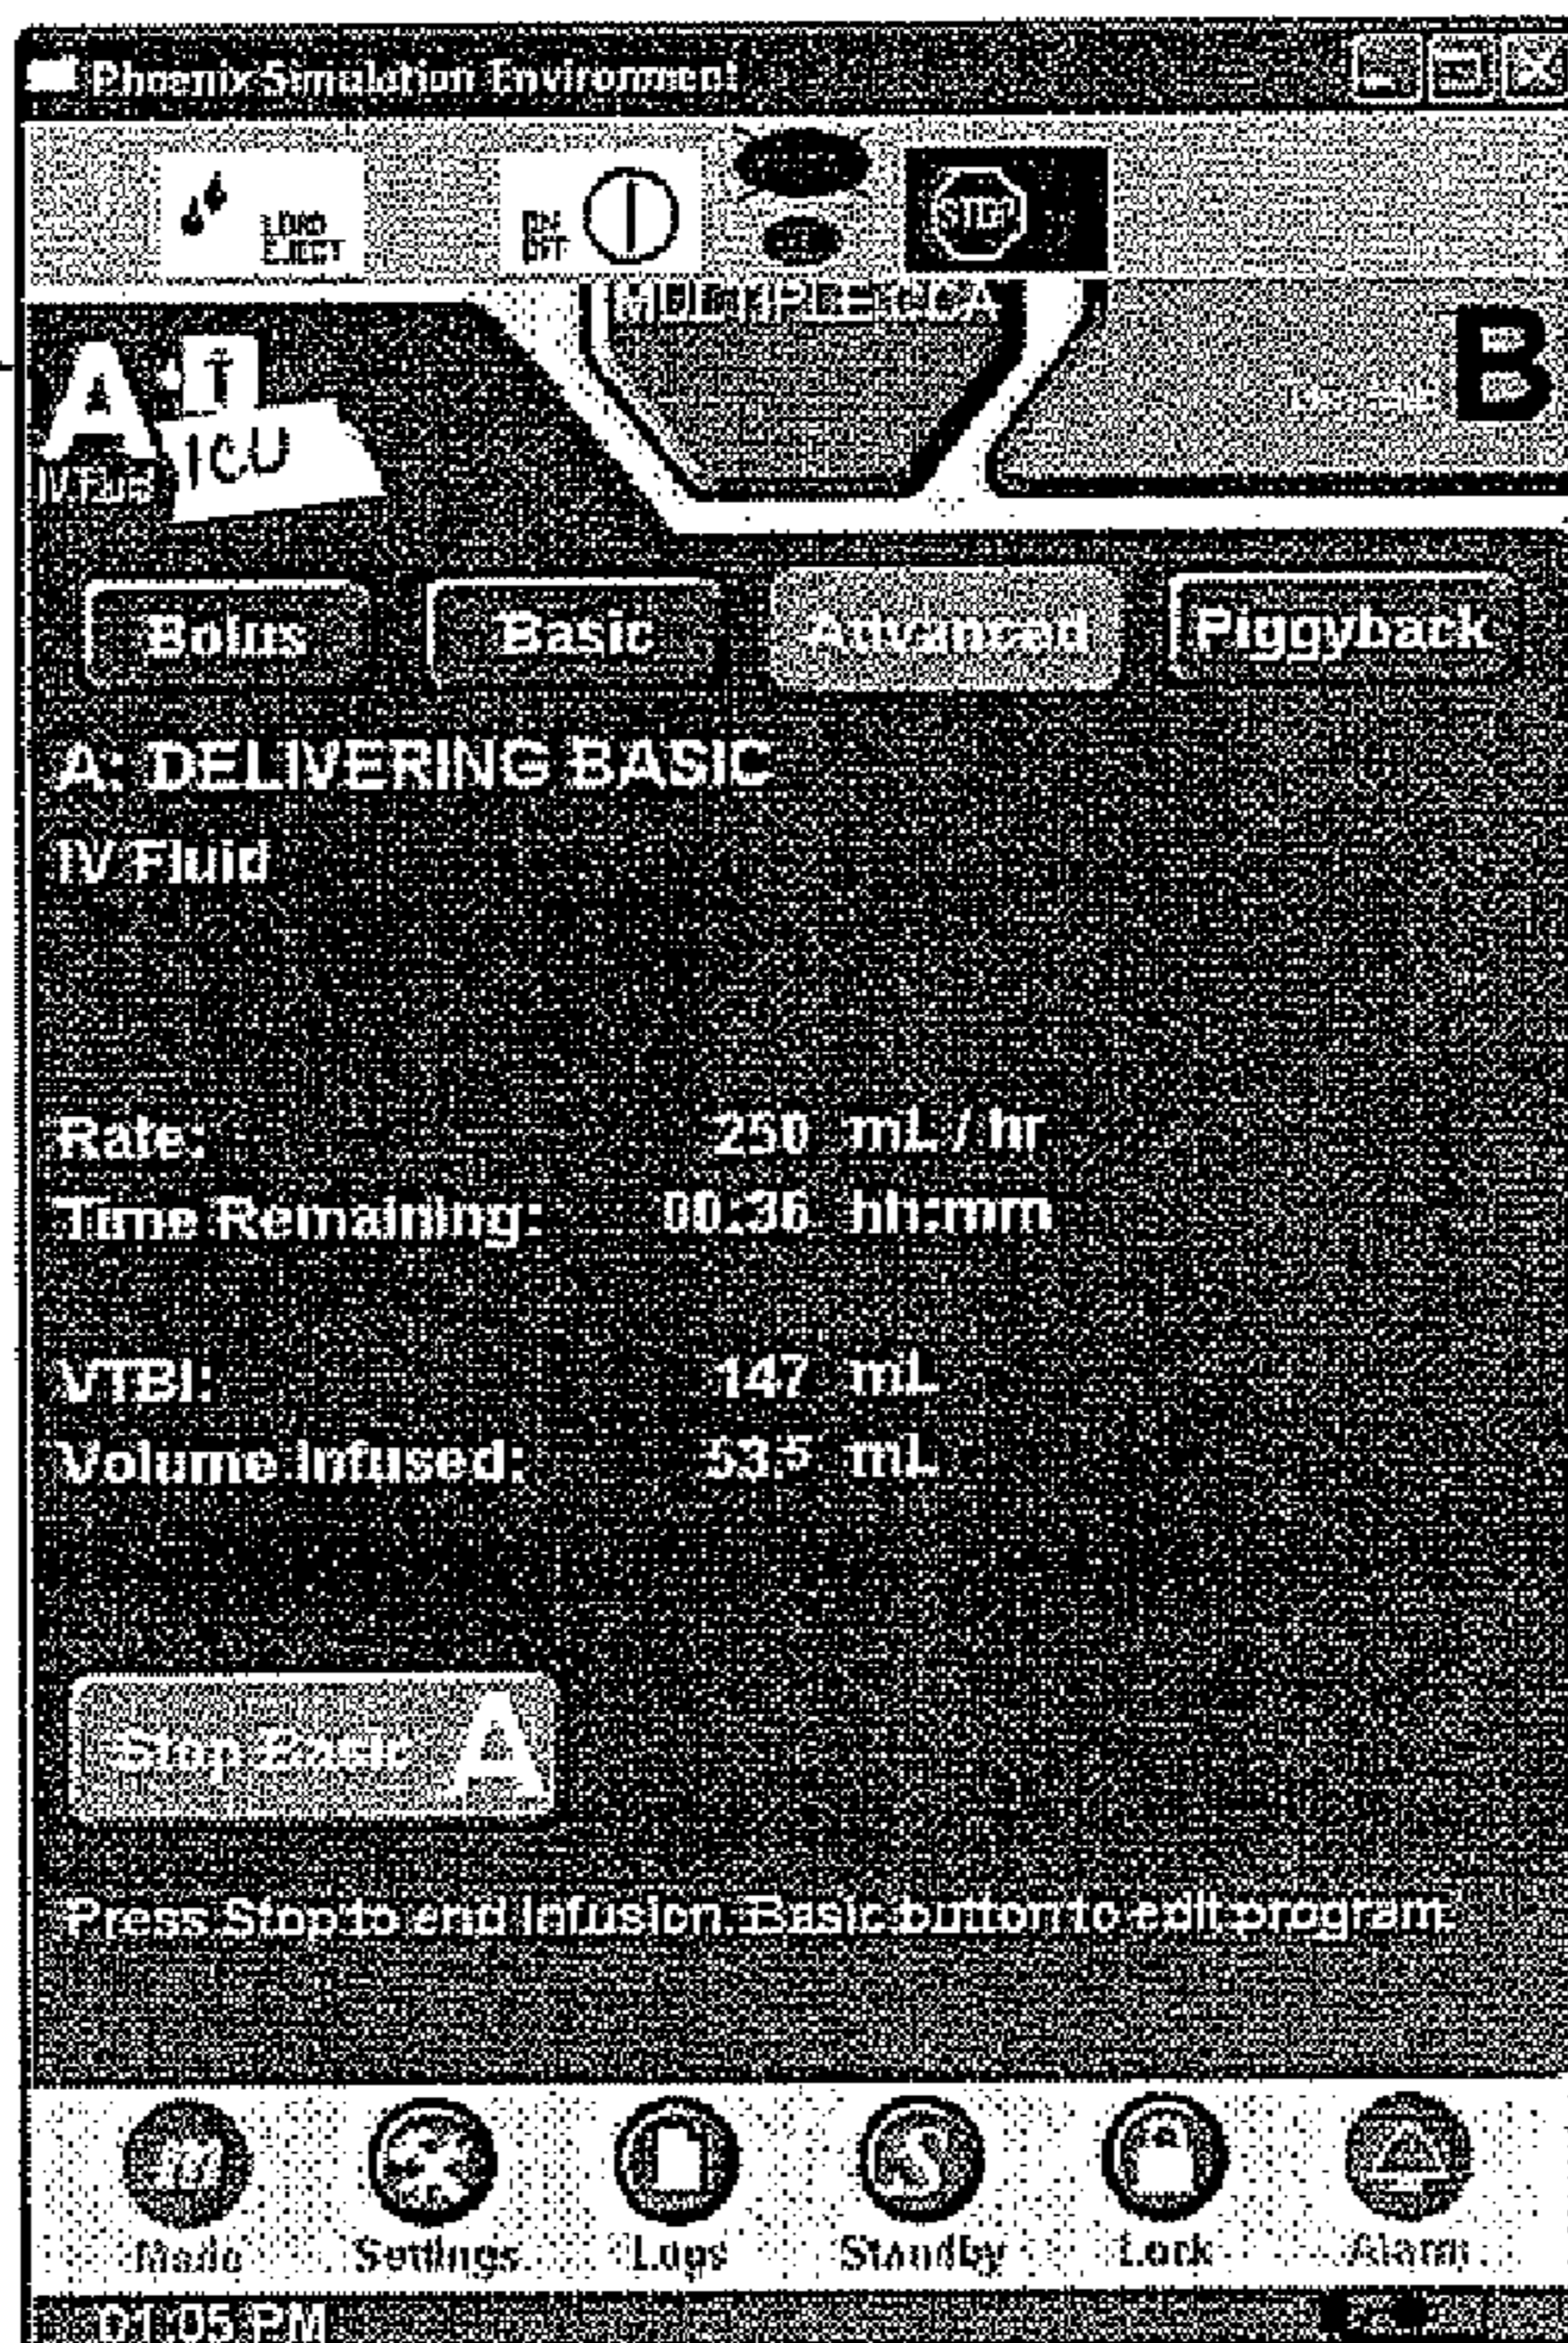 Phoenix Simulation Environment
LOAD
EJECT
ON
OFF
STOP
MULTIPLE CCA
A
T
ICU
B
Bolus Basic Advanced Piggyback
A: DELIVERING BASIC
IV Fluid
Rate: 250 mL / hr
Time Remaining: 00:36 hh:mm
VTBI: 147 mL
Volume Infused: 53.5 mL
Stop Basic A
Press Stop to end Infusion. Basic button to edit program.
Mode Settings Logs Standby Lock Alarm
01:05 PM